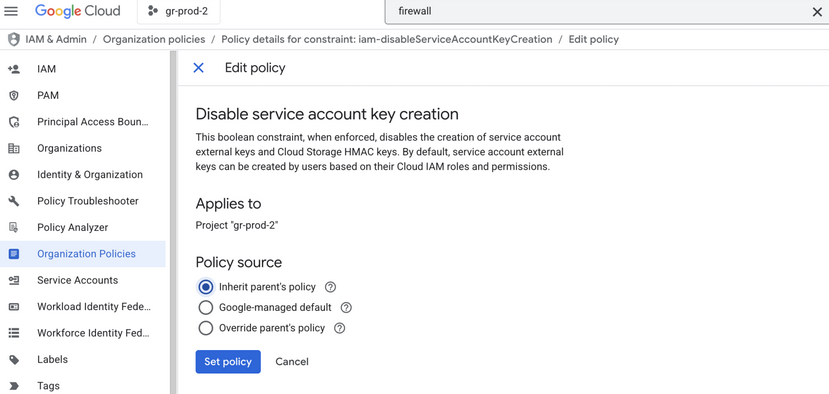 Google Cloud
gr-prod-2
firewall
IAM & Admin / Organization policies / Policy details for constraint: iam-disableServiceAccountKeyCreation / Edit policy
IAM
PAM
Principal Access Boun...
Organizations
Identity & Organization
Policy Troubleshooter
Policy Analyzer
Organization Policies
Service Accounts
Workload Identity Fede...
Workforce Identity Fed...
Labels
Tags
Edit policy
Disable service account key creation
This boolean constraint, when enforced, disables the creation of service account
external keys and Cloud Storage HMAC keys. By default, service account external
keys can be created by users based on their Cloud IAM roles and permissions.
Applies to
Project "gr-prod-2"
Policy source
Inherit parent's policy
Google-managed default
Override parent's policy
Set policy
Cancel